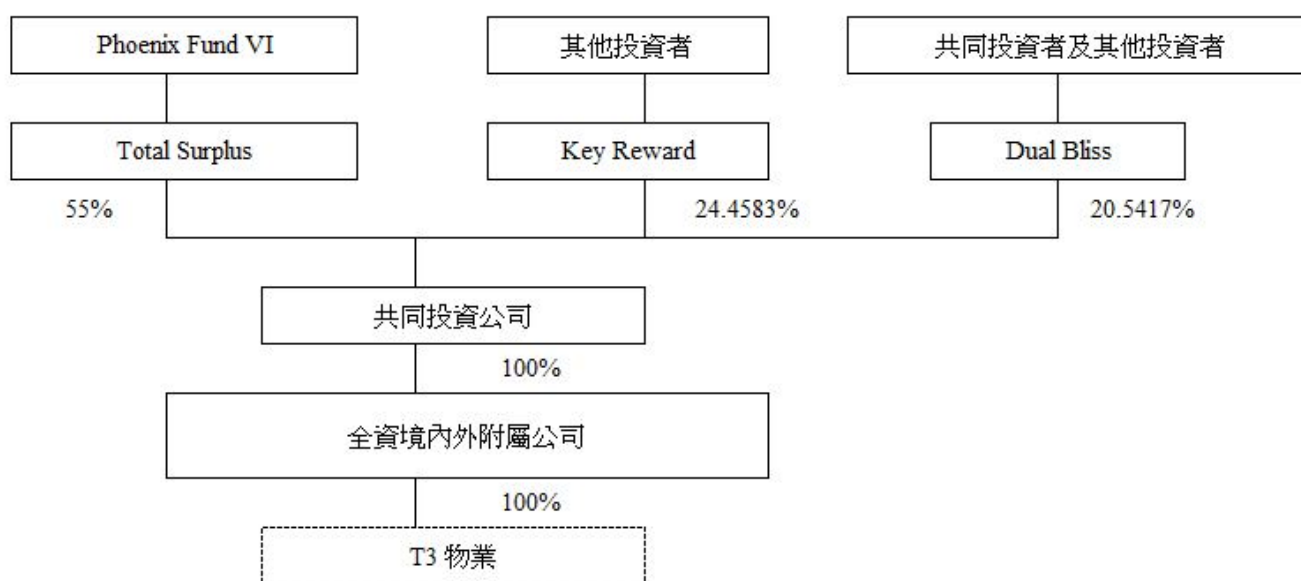 Phoenix Fund VI
其他投資者
共同投資者及其他投資者
Total Surplus
Key Reward
Dual Bliss
55%
24.4583%
20.5417%
共同投資公司
100%
全資境內外附屬公司
100%
T3 物業